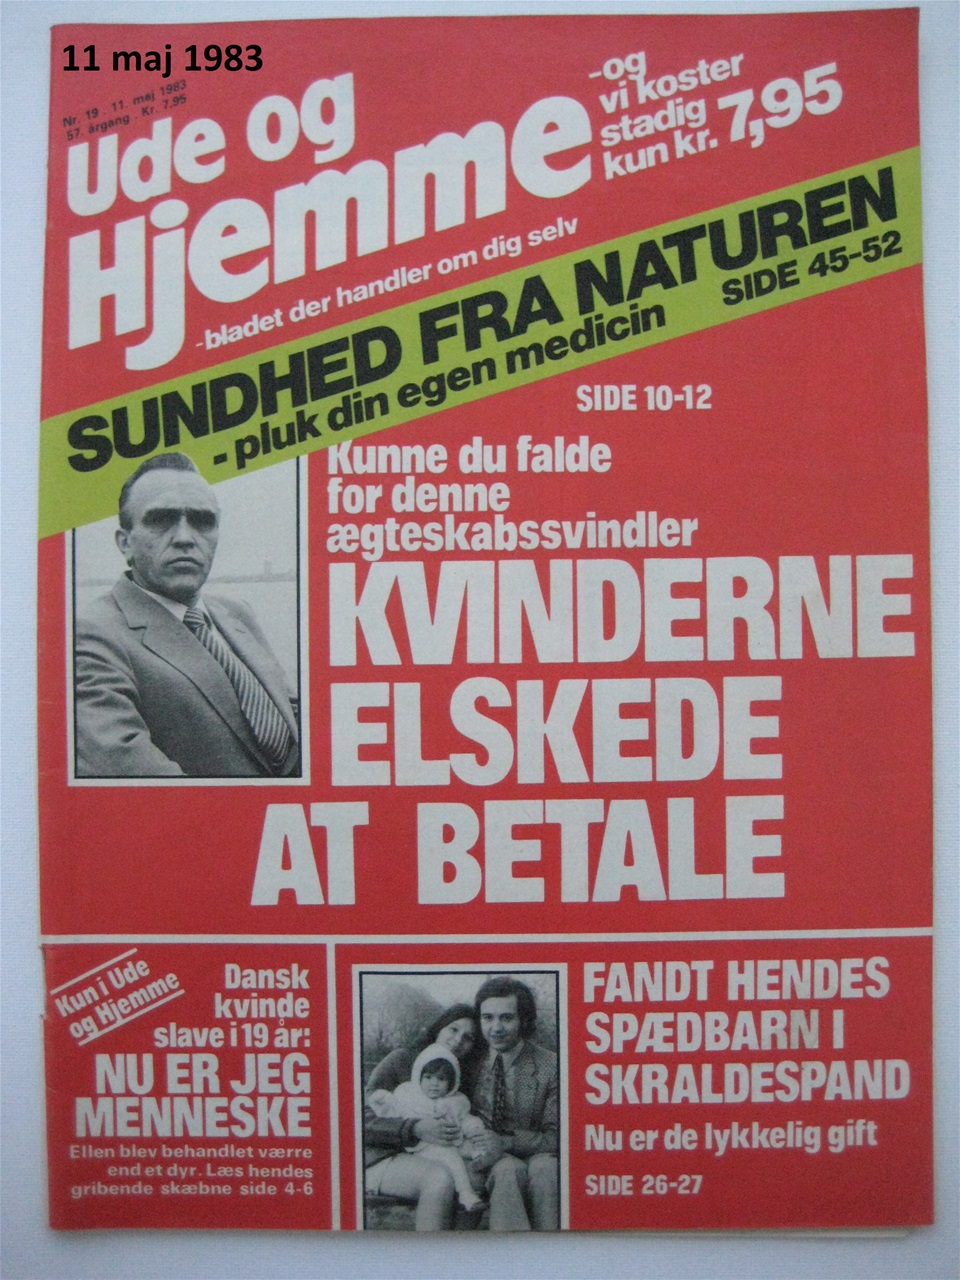 11 maj 1983
Nr. 19 . 11. maj 1983
57. årgang . Kr. 7,95
Ude og
Hjemme
-bladet der handler om dig selv
-og
vi koster
stadig
kun kr. 7,95
SUNDHED FRA NATUREN
- pluk din egen medicin
SIDE 45-52
SIDE 10-12
Kunne du falde
for denne
ægteskabssvindler
KVINDERNE
ELSKEDE
AT BETALE
Kun i Ude
og Hjemme
Dansk
kvinde
slave i 19 år:
NU ER JEG
MENNESKE
Ellen blev behandlet værre
end et dyr. Læs hendes
gribende skæbne side 4-6
FANDT HENDES
SPÆDBARN I
SKRALDESPAND
Nu er de lykkelig gift
SIDE 26-27